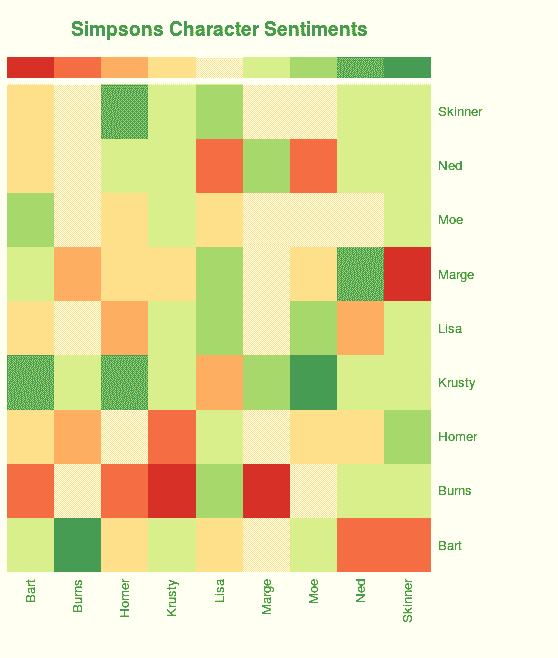 Simpsons Character Sentiments
Skinner
Ned
Moe
Marge
Lisa
Krusty
Homer
Burns
Bart
Bart
Burns
Homer
Krusty
Lisa
Marge
Moe
Ned
Skinner